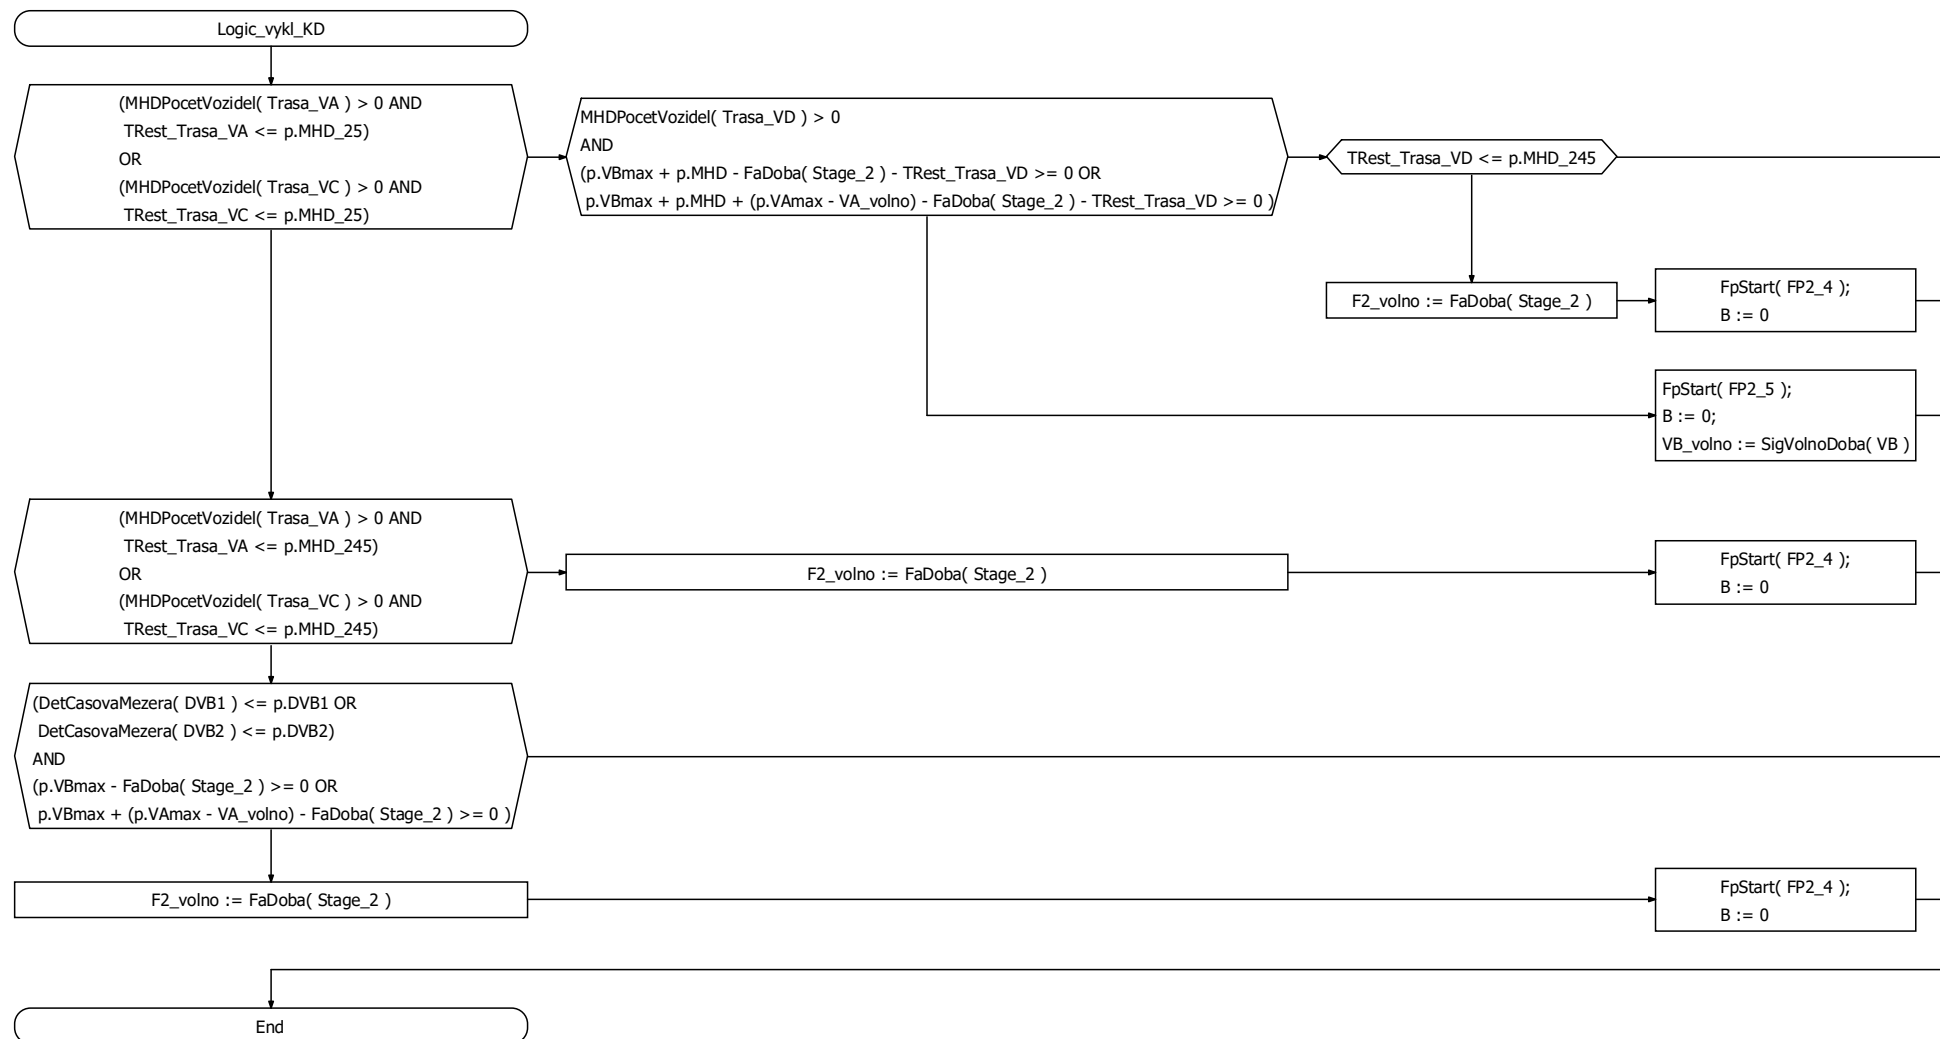 Logic_vykl_KD
(MHDPocetVozidel( Trasa_VA ) > 0 AND
TRest_Trasa_VA <= p.MHD_25)
OR
(MHDPocetVozidel( Trasa_VC ) > 0 AND
TRest_Trasa_VC <= p.MHD_25)
MHDPocetVozidel( Trasa_VD ) > 0
AND
(p.VBmax + p.MHD - FaDoba( Stage_2 ) - TRest_Trasa_VD >= 0 OR
p.VBmax + p.MHD + (p.VAmax - VA_volno) - FaDoba( Stage_2 ) - TRest_Trasa_VD >= 0 )
TRest_Trasa_VD <= p.MHD_245
F2_volno := FaDoba( Stage_2 )
FpStart( FP2_4 );
B := 0
FpStart( FP2_5 );
B := 0;
VB_volno := SigVolnoDoba( VB )
(MHDPocetVozidel( Trasa_VA ) > 0 AND
TRest_Trasa_VA <= p.MHD_245)
OR
(MHDPocetVozidel( Trasa_VC ) > 0 AND
TRest_Trasa_VC <= p.MHD_245)
F2_volno := FaDoba( Stage_2 )
FpStart( FP2_4 );
B := 0
(DetCasovaMezera( DVB1 ) <= p.DVB1 OR
DetCasovaMezera( DVB2 ) <= p.DVB2)
AND
(p.VBmax - FaDoba( Stage_2 ) >= 0 OR
p.VBmax + (p.VAmax - VA_volno) - FaDoba( Stage_2 ) >= 0 )
F2_volno := FaDoba( Stage_2 )
FpStart( FP2_4 );
B := 0
End